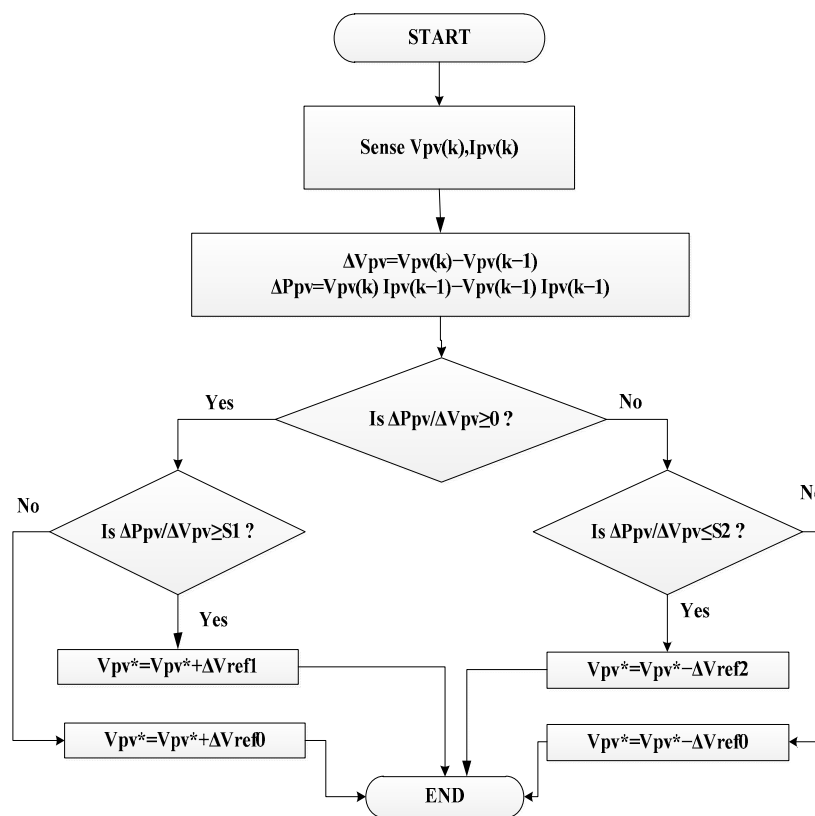 START
Sense Vpv(k),Ipv(k)
ΔVpv=Vpv(k)−Vpv(k−1)
ΔPpv=Vpv(k) Ipv(k−1)−Vpv(k−1) Ipv(k−1)
Is ΔPpv/ΔVpv≥0 ?
Yes
No
Is ΔPpv/ΔVpv≥S1 ?
No
Yes
Is ΔPpv/ΔVpv≤S2 ?
No
Yes
Vpv*=Vpv*+ΔVref1
Vpv*=Vpv*−ΔVref2
Vpv*=Vpv*+ΔVref0
Vpv*=Vpv*−ΔVref0
END